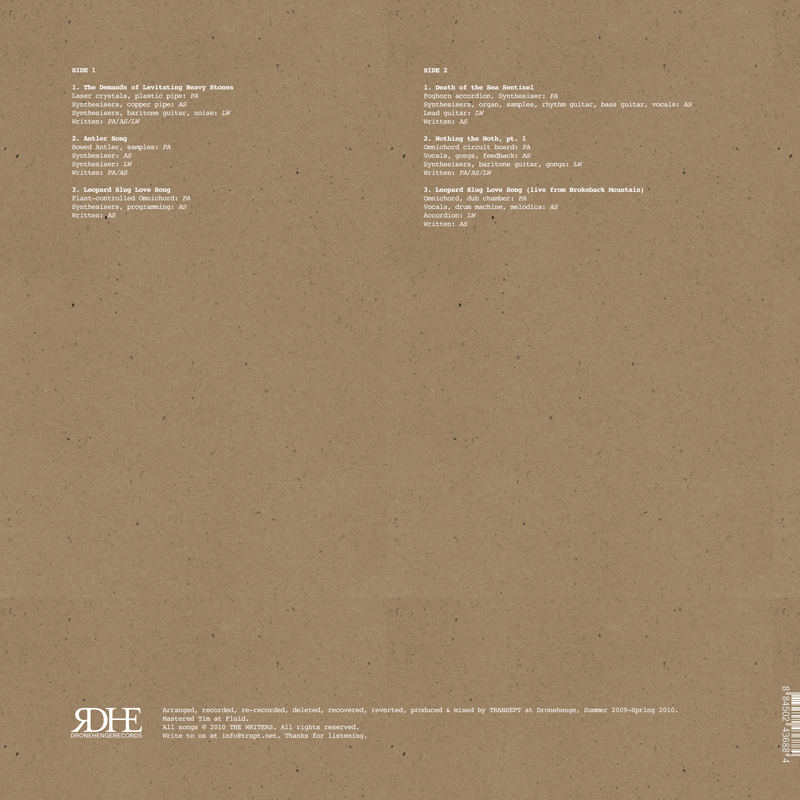 SIDE 1
1. The Demands of Levitating Heavy Stones
Laser crystals, plastic pipe: PA
Synthesisers, copper pipe: AS
Synthesisers, baritone guitar, noise: LW
Written: PA/AS/LW
2. Antler Song
Bowed Antler, samples: PA
Synthesiser: AS
Synthesiser: LW
Written: PA/AS
3. Leopard Slug Love Song
Plant-controlled Omnichord: PA
Synthesisers, programming: AS
Written: AS
SIDE 2
1. Death of the Sea Sentinel
Foghorn accordion, Synthesiser: PA
Synthesisers, organ, samples, rhythm guitar, bass guitar, vocals: AS
Lead guitar: LW
Written: AS
2. Nothing the Noth, pt. 1
Omnichord circuit board: PA
Vocals, gongs, feedback: AS
Synthesisers, baritone guitar, gongs: LW
Written: PA/AS/LW
3. Leopard Slug Love Song (live from Brokeback Mountain)
Omnichord, dub chamber: PA
Vocals, drum machine, melodica: AS
Accordion: LW
Written: AS
RDHE
DRONEHENGERECORDS
Arranged, recorded, re-recorded, deleted, recovered, reverted, produced & mixed by TRANSEPT at Dronehenge, Summer 2009-Spring 2010.
Mastered Tim at Fluid.
All songs © 2010 THE WRITERS. All rights reserved.
Write to us at info@trspt.net. Thanks for listening.
8 84502 43688 4